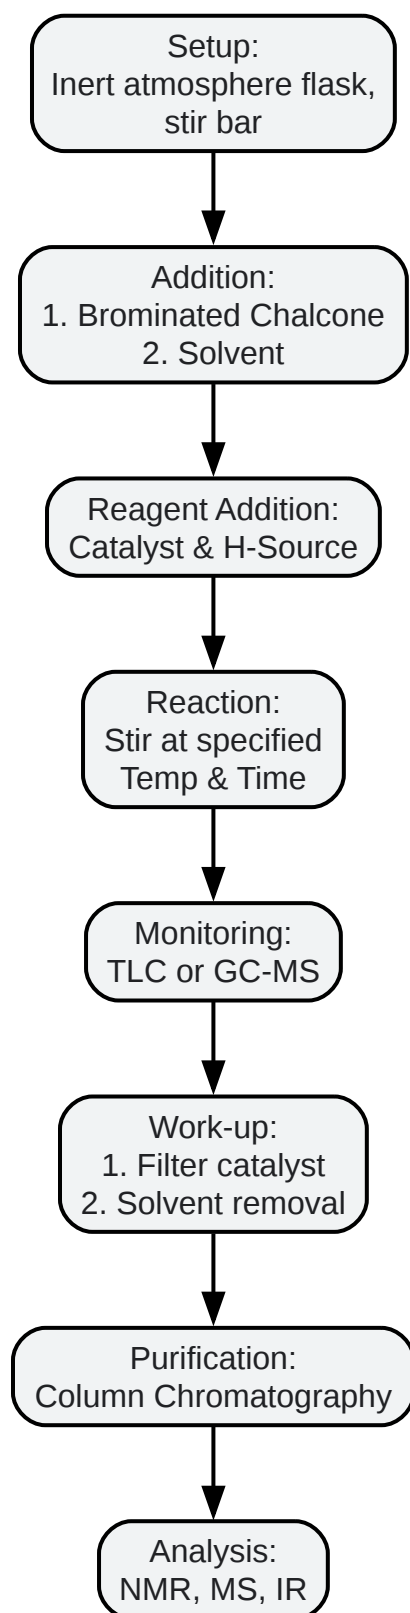 Setup:
Inert atmosphere flask,
stir bar
Addition:
1. Brominated Chalcone
2. Solvent
Reagent Addition:
Catalyst & H-Source
Reaction:
Stir at specified
Temp & Time
Monitoring:
TLC or GC-MS
Work-up:
1. Filter catalyst
2. Solvent removal
Purification:
Column Chromatography
Analysis:
NMR, MS, IR